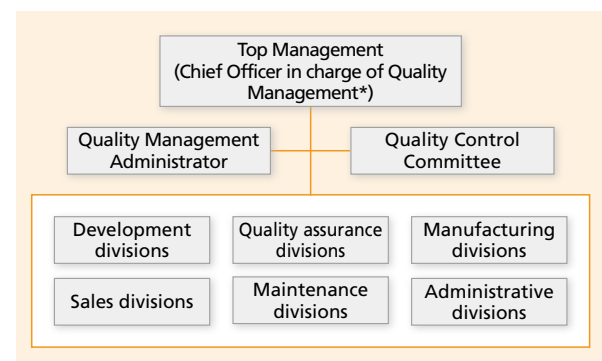 Top Management
(Chief Officer in charge of Quality
Management*)
Quality Management
Administrator
Quality Control
Committee
Development
divisions
Quality assurance
divisions
Manufacturing
divisions
Sales divisions
Maintenance
divisions
Administrative
divisions